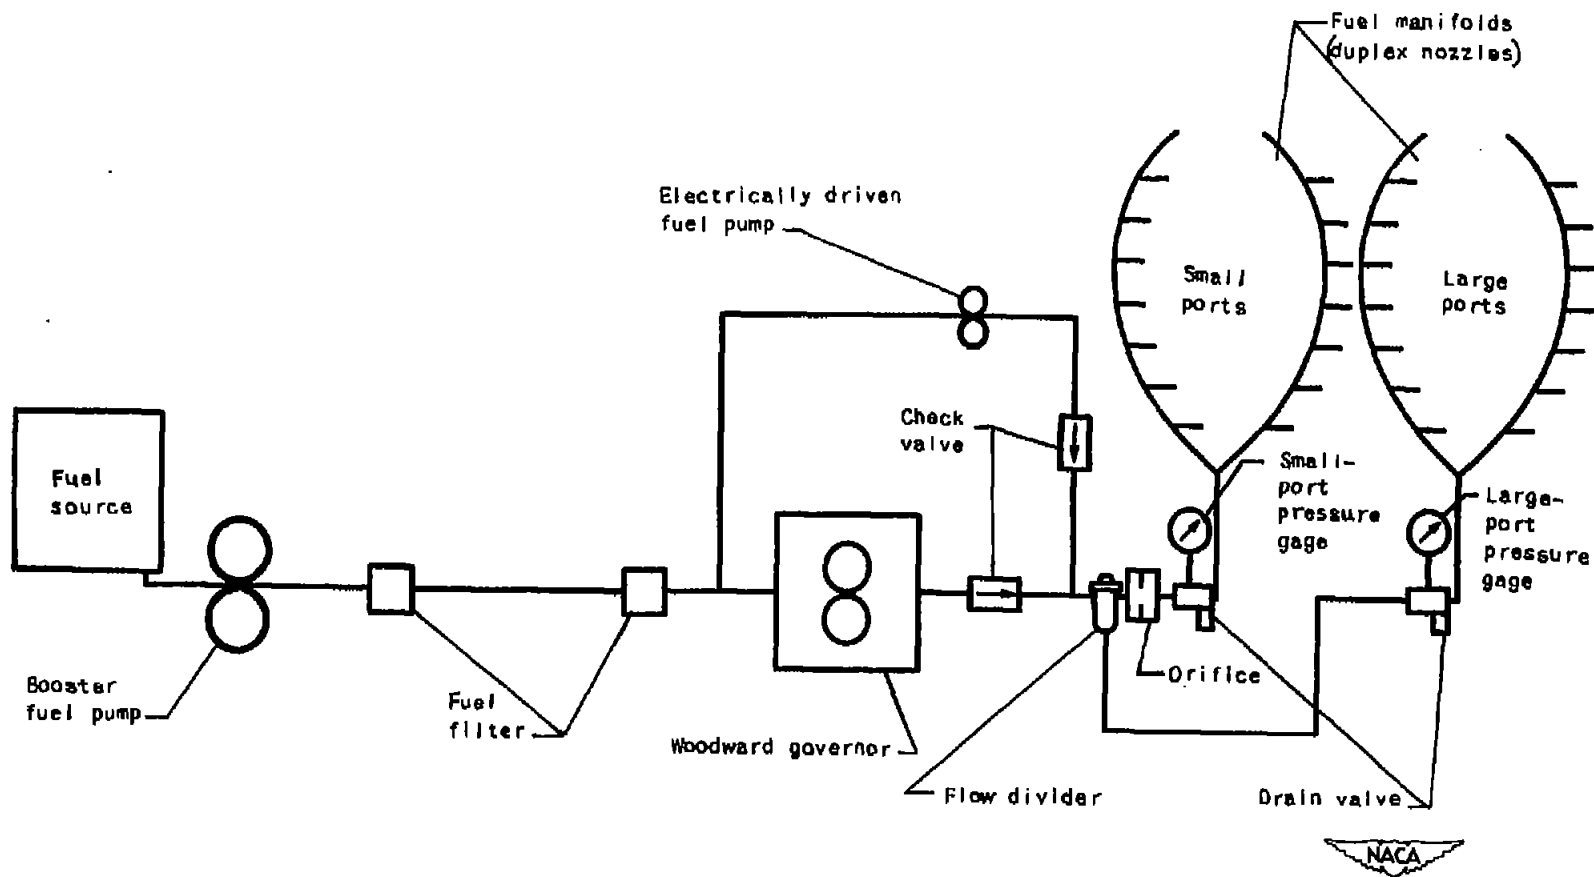 Fuel manifolds
(duplex nozzles)
Electrically driven
fuel pump
Small
ports
Large
ports
Check
valve
Fuel
source
Small-
port
pressure
gage
Large-
port
pressure
gage
Orifice
Booster
fuel pump
Fuel
filter
Woodward governor
Flow divider
Drain valve
NACA